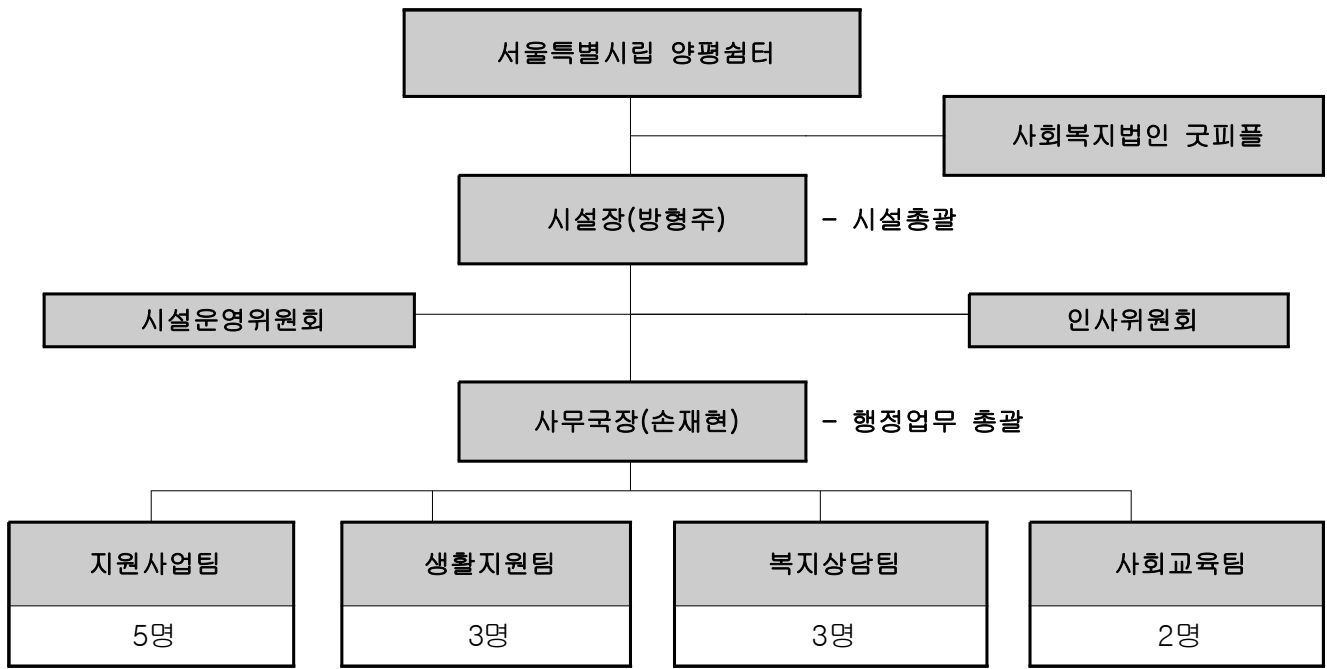 서울특별시립 양평쉼터
사회복지법인 굿피플
시설장(방형주)
- 시설총괄
시설운영위원회
인사위원회
사무국장(손재현)
- 행정업무 총괄
지원사업팀
생활지원팀
복지상담팀
사회교육팀
5명
3명
3명
2명